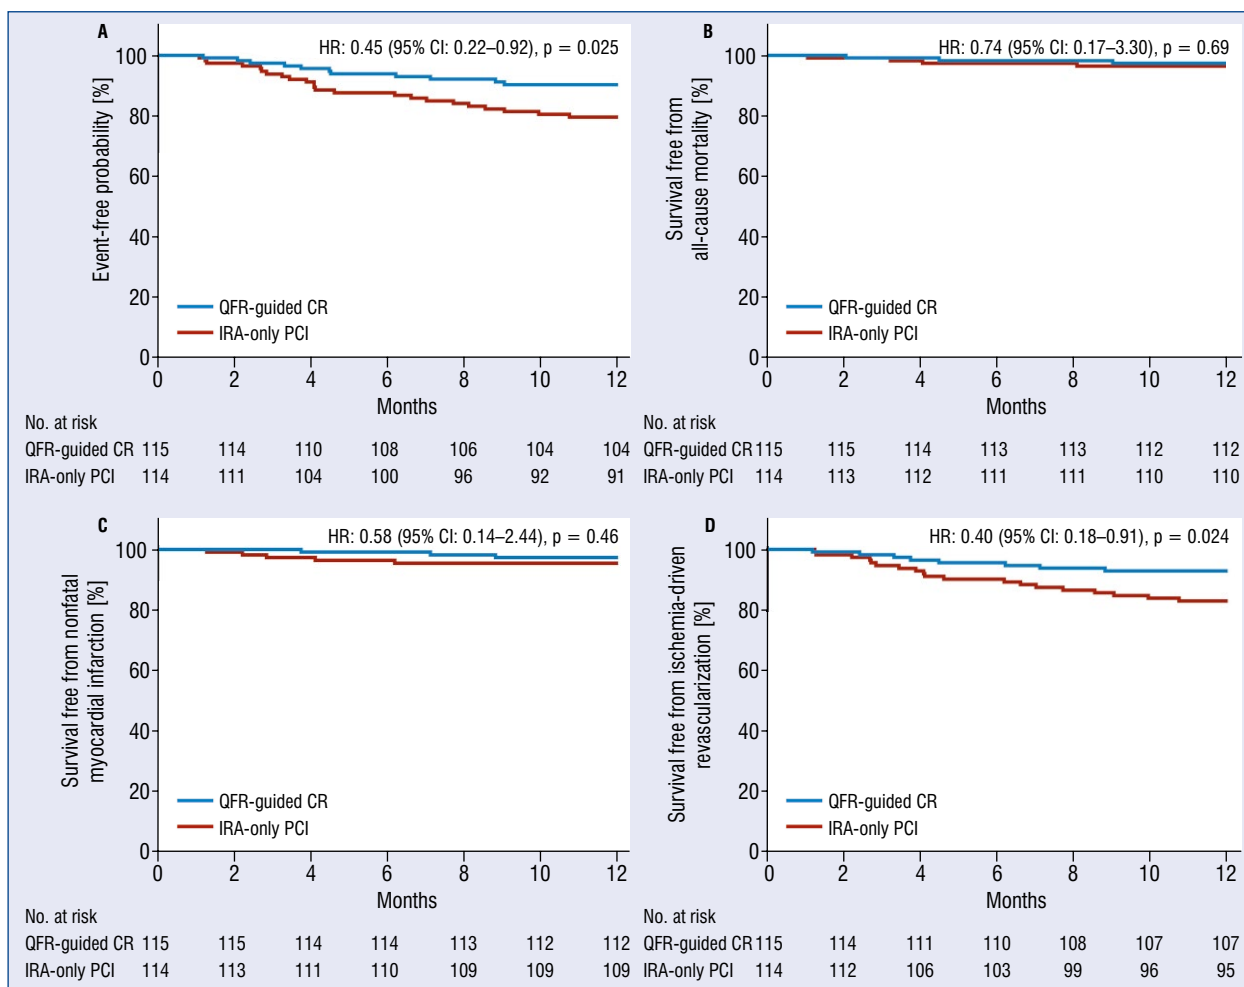 A
HR: 0.45 (95% CI: 0.22–0.92), p = 0.025
Event-free probability [%]
100
80
60
40
20
0
QFR-guided CR
IRA-only PCI
0 2 4 6 8 10 12
Months
No. at risk
QFR-guided CR 115 114 110 108 106 104 104
IRA-only PCI 114 111 104 100 96 92 91
B
HR: 0.74 (95% CI: 0.17–3.30), p = 0.69
Survival free from
all-cause mortality [%]
100
80
60
40
20
0
QFR-guided CR
IRA-only PCI
0 2 4 6 8 10 12
Months
No. at risk
QFR-guided CR 115 115 114 113 113 112 112
IRA-only PCI 114 113 112 111 111 110 110
C
HR: 0.58 (95% CI: 0.14–2.44), p = 0.46
Survival free from nonfatal
myocardial infarction [%]
100
80
60
40
20
0
QFR-guided CR
IRA-only PCI
0 2 4 6 8 10 12
Months
No. at risk
QFR-guided CR 115 115 114 114 113 112 112
IRA-only PCI 114 113 111 110 109 109 109
D
HR: 0.40 (95% CI: 0.18–0.91), p = 0.024
Survival free from ischemia-driven
revascularization [%]
100
80
60
40
20
0
QFR-guided CR
IRA-only PCI
0 2 4 6 8 10 12
Months
No. at risk
QFR-guided CR 115 114 111 110 108 107 107
IRA-only PCI 114 112 106 103 99 96 95